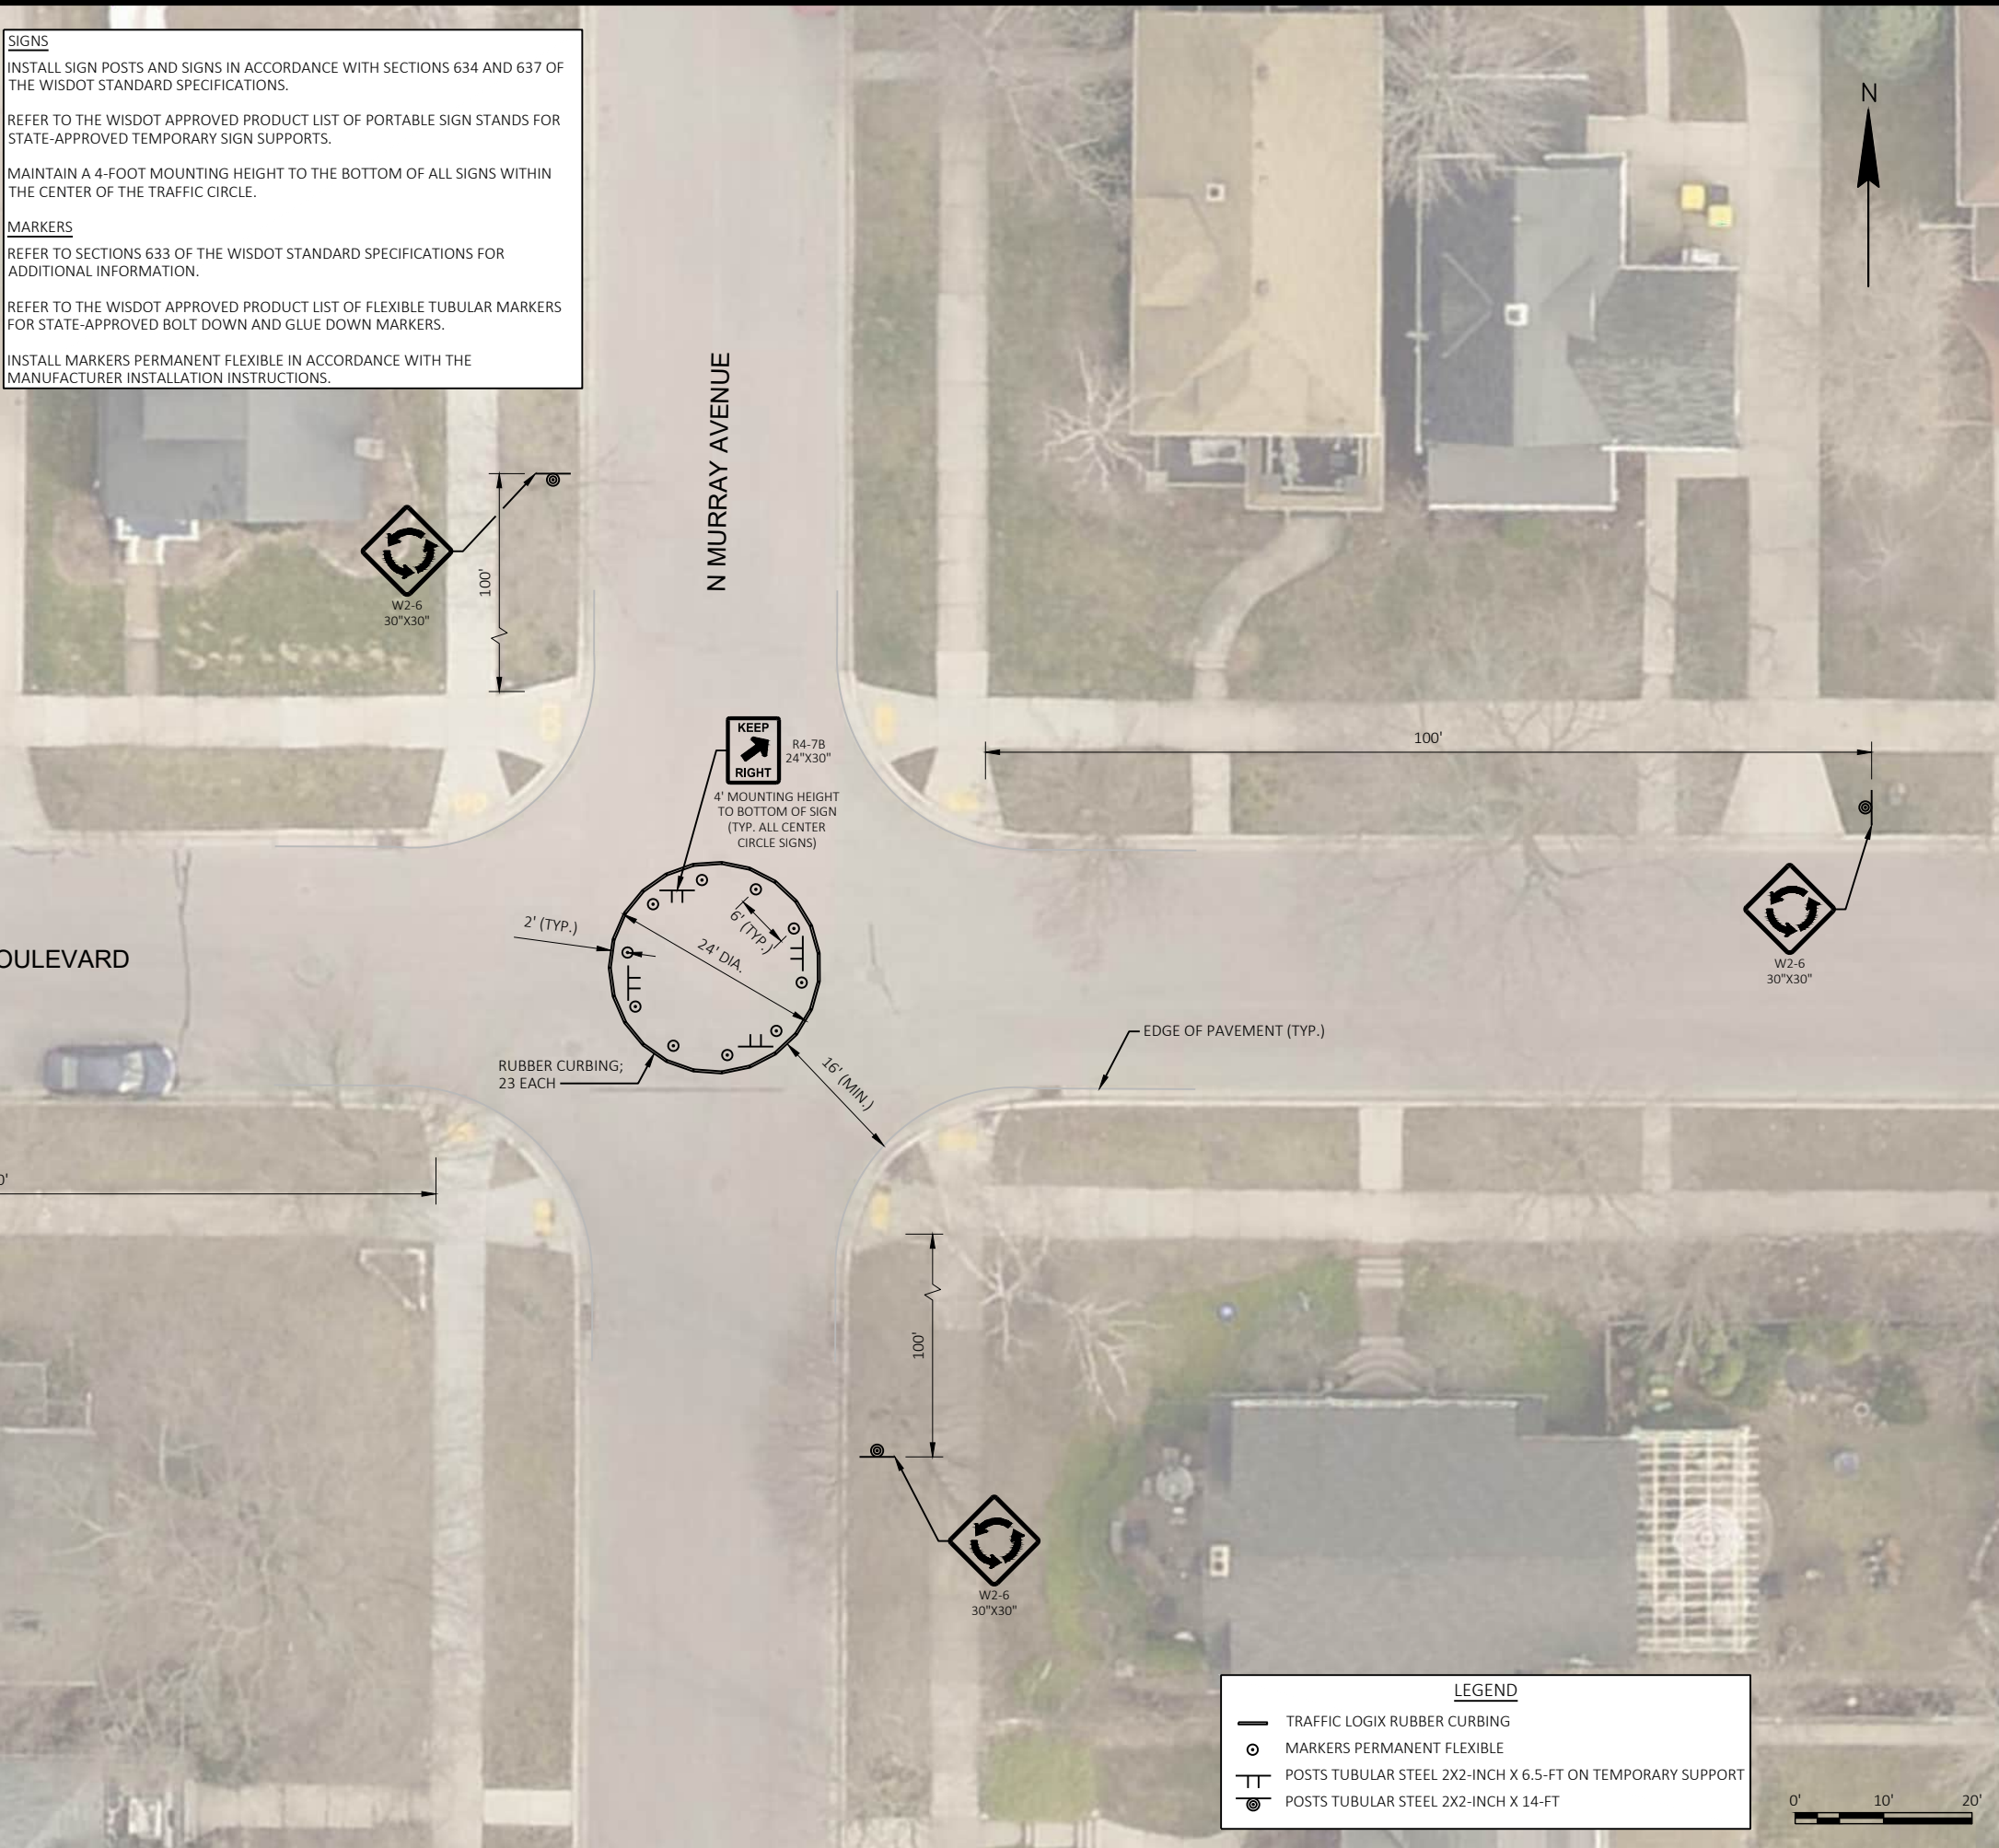 SIGNS
INSTALL SIGN POSTS AND SIGNS IN ACCORDANCE WITH SECTIONS 634 AND 637 OF
THE WISDOT STANDARD SPECIFICATIONS.
REFER TO THE WISDOT APPROVED PRODUCT LIST OF PORTABLE SIGN STANDS FOR
STATE-APPROVED TEMPORARY SIGN SUPPORTS.
MAINTAIN A 4-FOOT MOUNTING HEIGHT TO THE BOTTOM OF ALL SIGNS WITHIN
THE CENTER OF THE TRAFFIC CIRCLE.
MARKERS
REFER TO SECTIONS 633 OF THE WISDOT STANDARD SPECIFICATIONS FOR
ADDITIONAL INFORMATION.
REFER TO THE WISDOT APPROVED PRODUCT LIST OF FLEXIBLE TUBULAR MARKERS
FOR STATE-APPROVED BOLT DOWN AND GLUE DOWN MARKERS.
INSTALL MARKERS PERMANENT FLEXIBLE IN ACCORDANCE WITH THE
MANUFACTURER INSTALLATION INSTRUCTIONS.
N
N MURRAY AVENUE
W2-6
30"X30"
100'
KEEP
RIGHT
R4-7B
24"X30"
4' MOUNTING HEIGHT
TO BOTTOM OF SIGN
(TYP. ALL CENTER
CIRCLE SIGNS)
100'
W2-6
30"X30"
2' (TYP.)
6' (TYP.)
24' DIA.
OULEVARD
EDGE OF PAVEMENT (TYP.)
RUBBER CURBING;
23 EACH
16' (MIN.)
0'
100'
W2-6
30"X30"
LEGEND
TRAFFIC LOGIX RUBBER CURBING
MARKERS PERMANENT FLEXIBLE
POSTS TUBULAR STEEL 2X2-INCH X 6.5-FT ON TEMPORARY SUPPORT
POSTS TUBULAR STEEL 2X2-INCH X 14-FT
0' 10' 20'